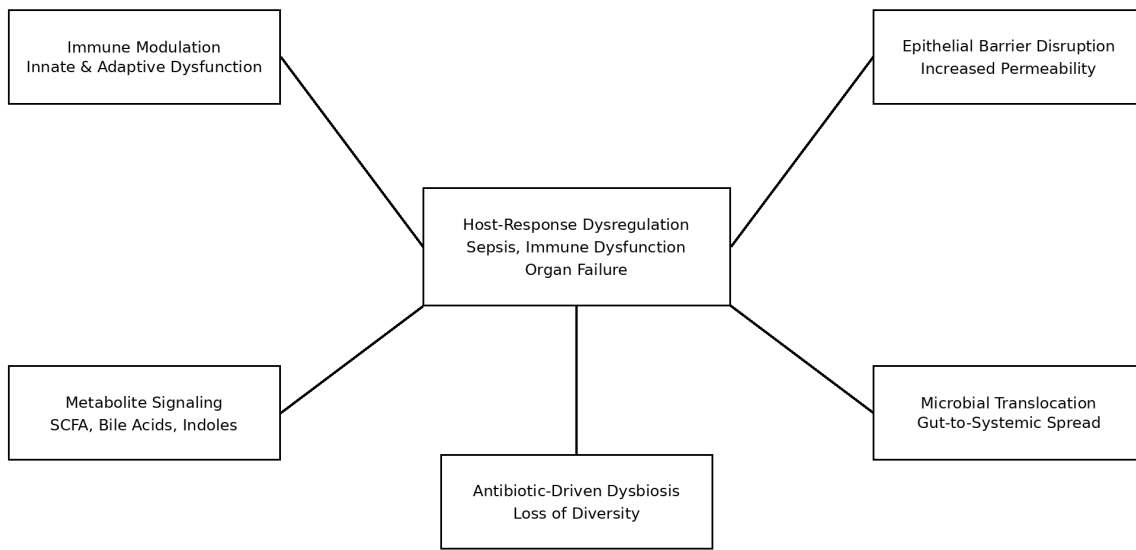 Immune Modulation
Innate & Adaptive Dysfunction
Epithelial Barrier Disruption
Increased Permeability
Host-Response Dysregulation
Sepsis, Immune Dysfunction
Organ Failure
Metabolite Signaling
SCFA, Bile Acids, Indoles
Microbial Translocation
Gut-to-Systemic Spread
Antibiotic-Driven Dysbiosis
Loss of Diversity